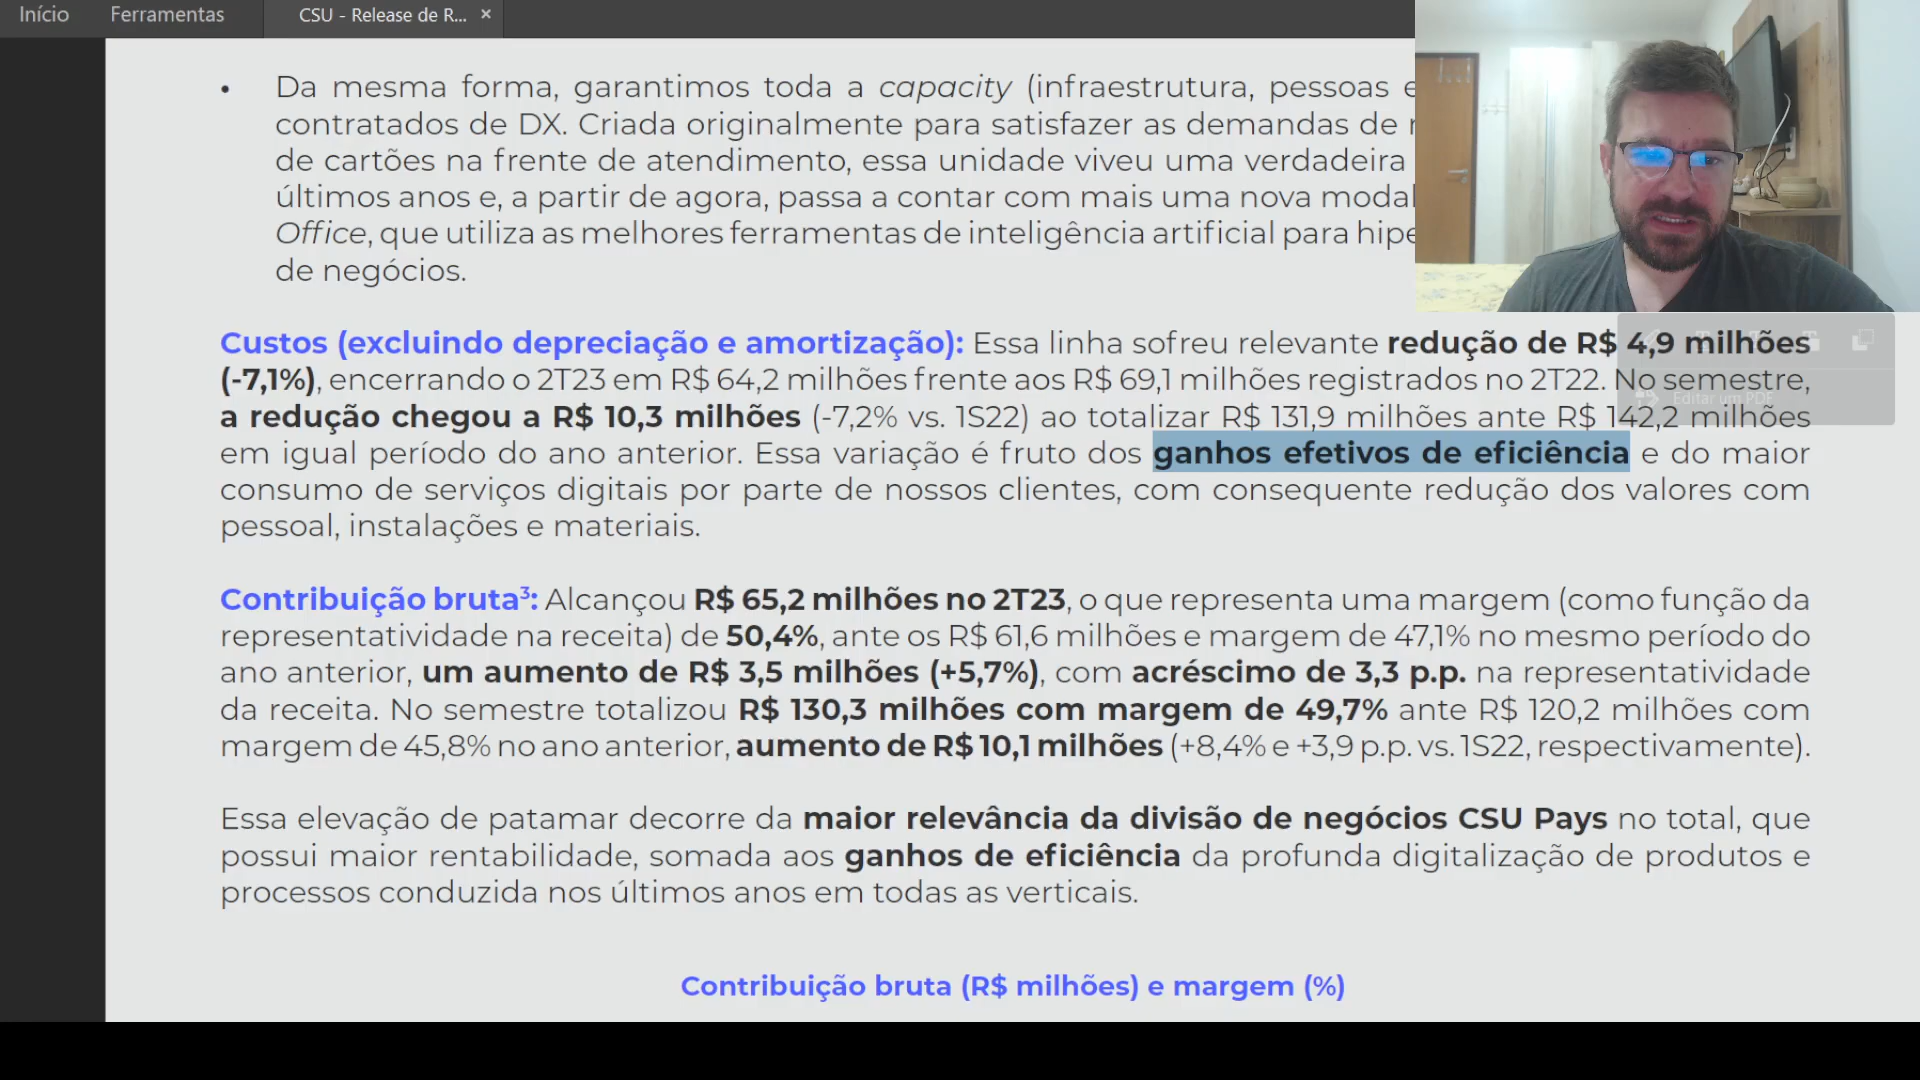 Início Ferramentas CSU - Release de R... ×
• Da mesma forma, garantimos toda a capacity (infraestrutura, pessoas e
contratados de DX. Criada originalmente para satisfazer as demandas de
de cartões na frente de atendimento, essa unidade viveu uma verdadeira
últimos anos e, a partir de agora, passa a contar com mais uma nova
Office, que utiliza as melhores ferramentas de inteligência artificial para
de negócios.
Custos (excluindo depreciação e amortização): Essa linha sofreu relevante redução de R$ 4,9 milhões
(-7,1%), encerrando o 2T23 em R$ 64,2 milhões frente aos R$ 69,1 milhões registrados no 2T22. No semestre,
Editar um PDF
a redução chegou a R$ 10,3 milhões (-7,2% vs. 1S22) ao totalizar R$ 131,9 milhões ante R$ 142,2 milhões
em igual período do ano anterior. Essa variação é fruto dos ganhos efetivos de eficiência e do maior
consumo de serviços digitais por parte de nossos clientes, com consequente redução dos valores com
pessoal, instalações e materiais.
Contribuição bruta³: Alcançou R$ 65,2 milhões no 2T23, o que representa uma margem (como função da
representatividade na receita) de 50,4%, ante os R$ 61,6 milhões e margem de 47,1% no mesmo período do
ano anterior, um aumento de R$ 3,5 milhões (+5,7%), com acréscimo de 3,3 p.p. na representatividade
da receita. No semestre totalizou R$ 130,3 milhões com margem de 49,7% ante R$ 120,2 milhões com
margem de 45,8% no ano anterior, aumento de R$ 10,1 milhões (+8,4% e +3,9 p.p. vs. 1S22, respectivamente).
Essa elevação de patamar decorre da maior relevância da divisão de negócios CSU Pays no total, que
possui maior rentabilidade, somada aos ganhos de eficiência da profunda digitalização de produtos e
processos conduzida nos últimos anos em todas as verticais.
Contribuição bruta (R$ milhões) e margem (%)